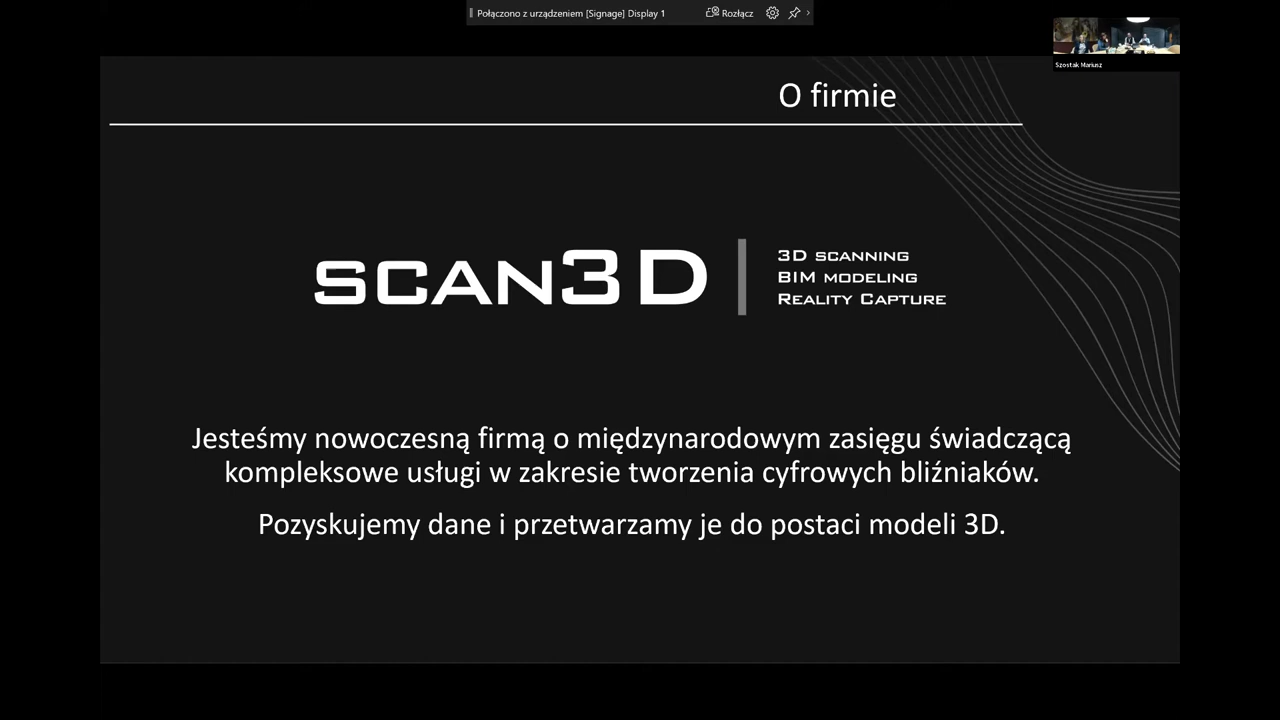 Połączono z urządzeniem [Signage] Display 1 Rozłącz
Szostak Mariusz
O firmie
SCAN3D
3D SCANNING
BIM MODELING
REALITY CAPTURE
Jesteśmy nowoczesną firmą o międzynarodowym zasięgu świadczącą
kompleksowe usługi w zakresie tworzenia cyfrowych bliźniaków.
Pozyskujemy dane i przetwarzamy je do postaci modeli 3D.